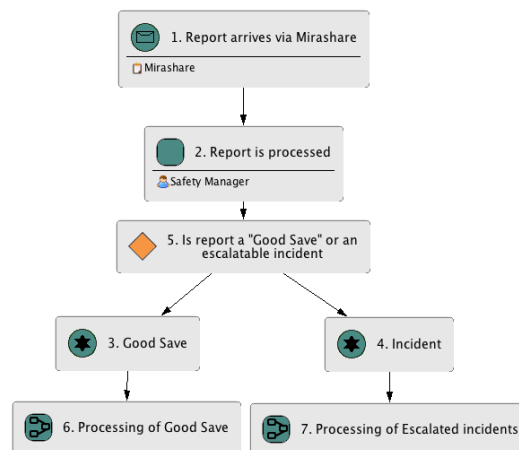 1. Report arrives via Mirashare
Mirashare
2. Report is processed
Safety Manager
5. Is report a "Good Save" or an
escalatable incident
3. Good Save
4. Incident
6. Processing of Good Save
7. Processing of Escalated incidents